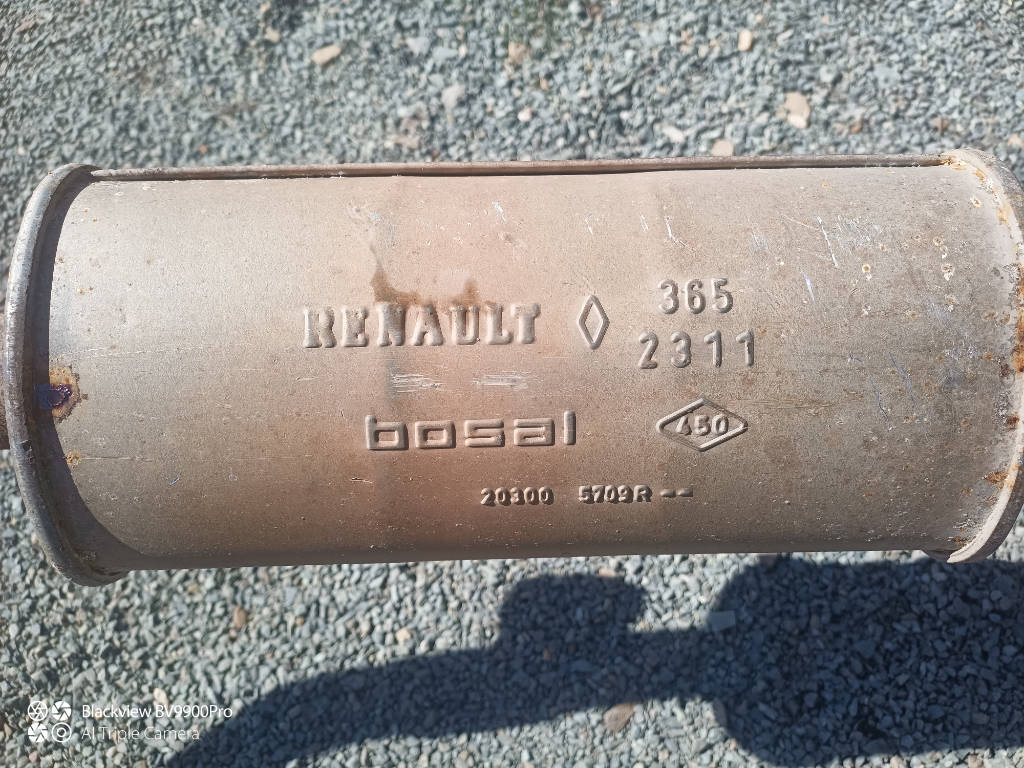 RENAULT 365
2311
bosal 450
20300 5709R--
Blackview BV9900Pro
AI Triple Camera